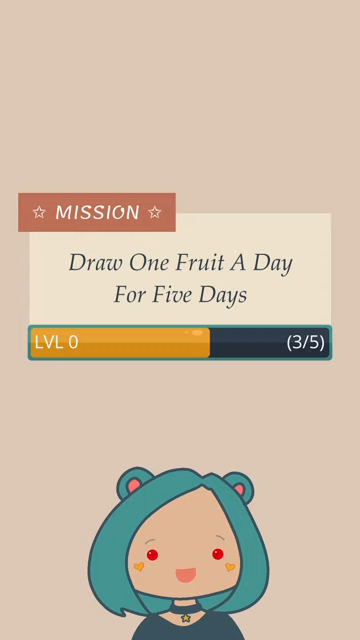 ☆ MISSION ☆
Draw One Fruit A Day
For Five Days
LVL 0 (3/5)